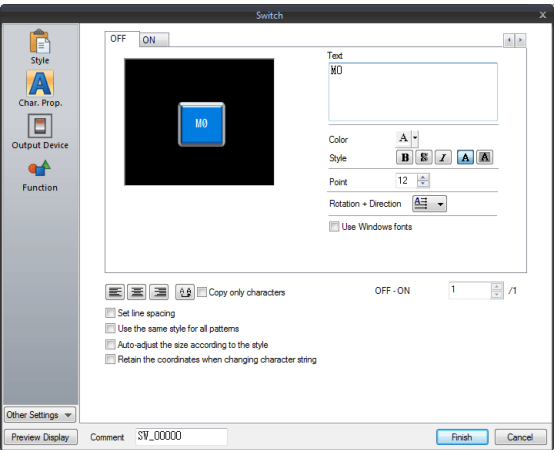 Switch
X
Style
Char. Prop.
Output Device
Function
OFF
ON
M0
Text
M0
Color
A
Style
B S I A A
Point
12
Rotation + Direction
A
Use Windows fonts
Copy only characters
OFF - ON
1
/1
Set line spacing
Use the same style for all patterns
Auto-adjust the size according to the style
Retain the coordinates when changing character string
Other Settings
Preview Display
Comment
SW_00000
Finish
Cancel